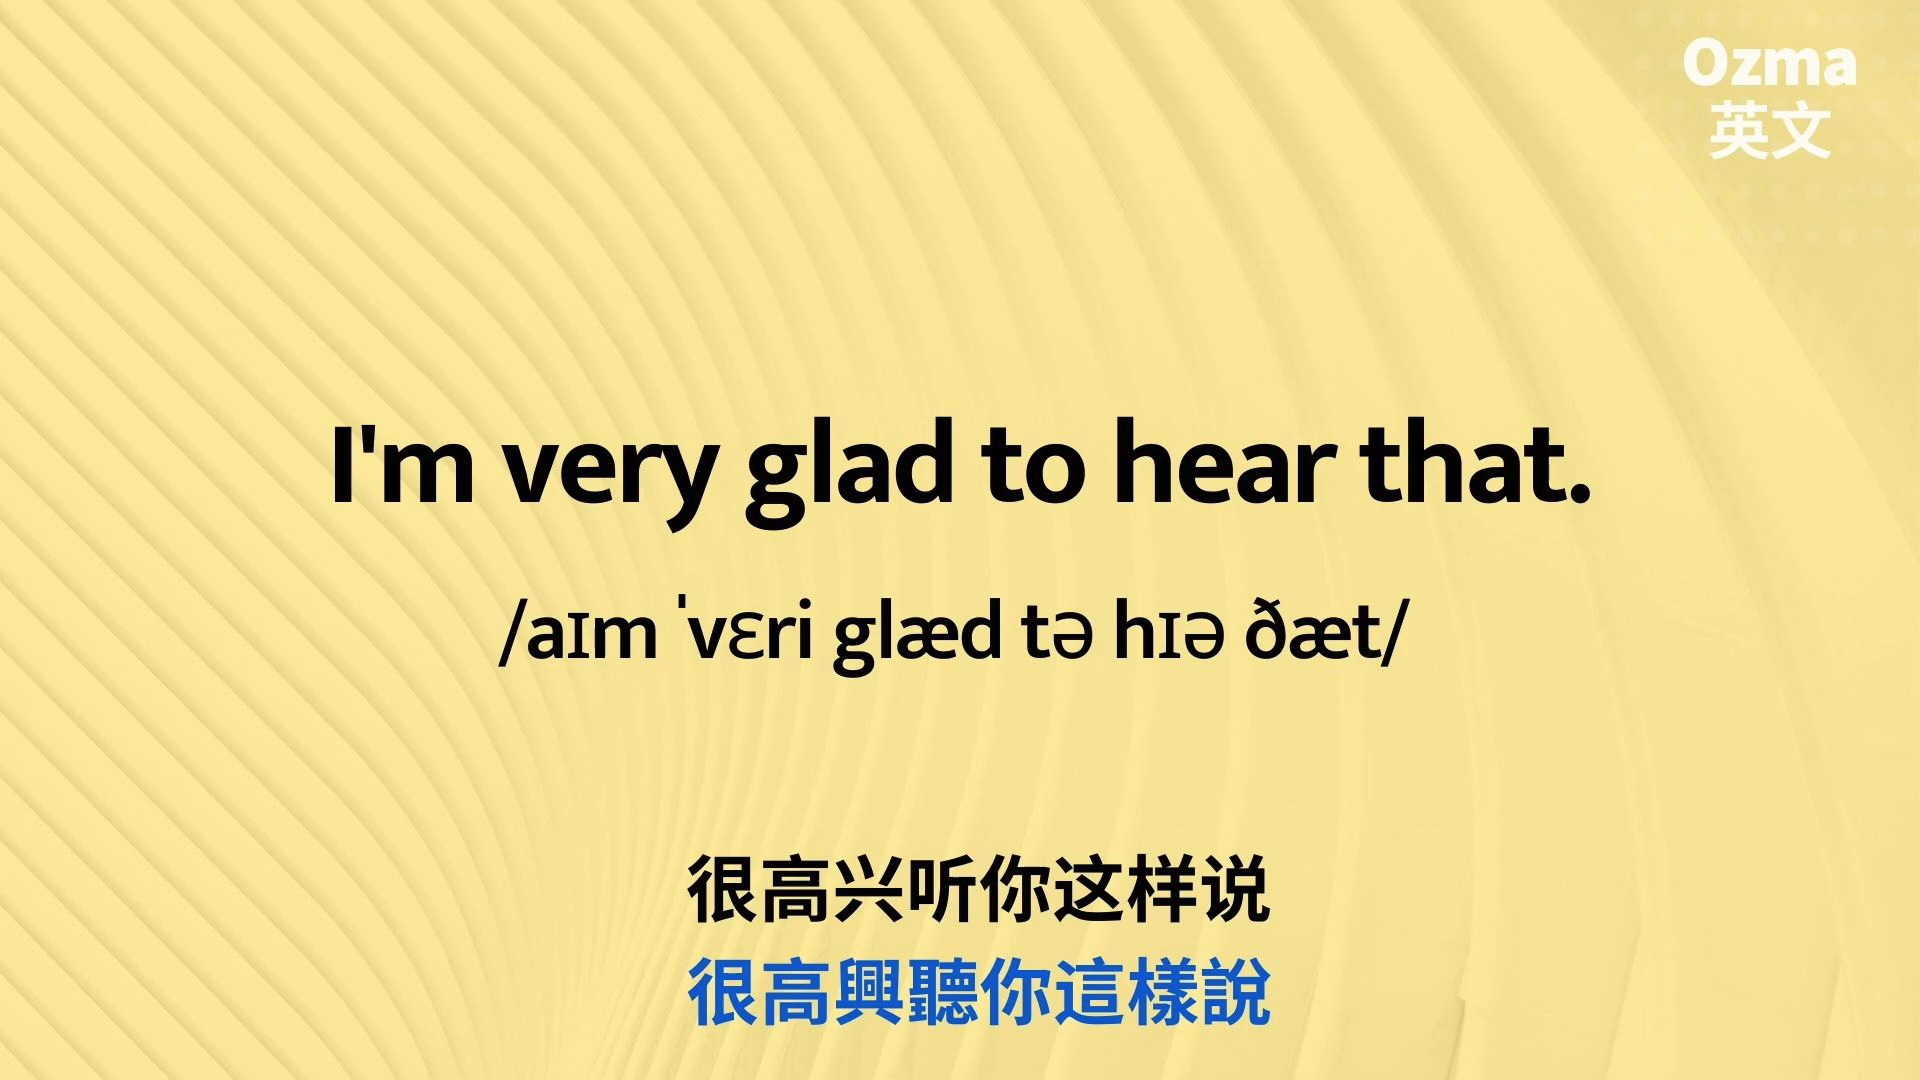 Ozma
英文
I'm very glad to hear that.
/aɪm ˈvɛri glæd tə hɪə ðæt/
很高兴听你这样说
很高興聽你這樣說